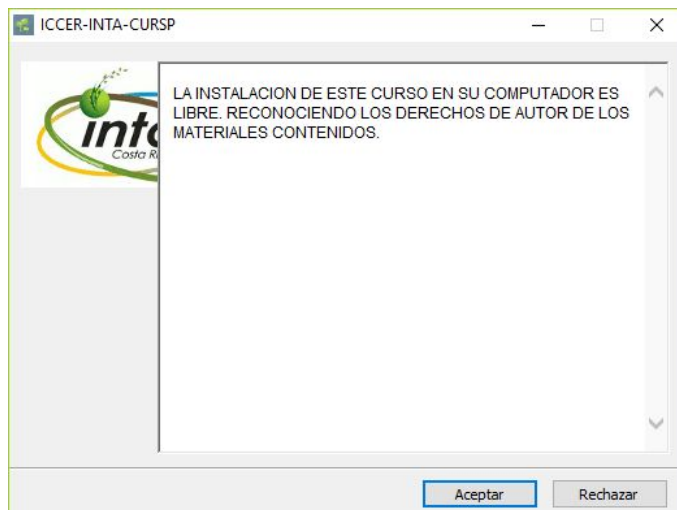 ICCER-INTA-CURSP
LA INSTALACION DE ESTE CURSO EN SU COMPUTADOR ES
LIBRE. RECONOCIENDO LOS DERECHOS DE AUTOR DE LOS
MATERIALES CONTENIDOS.
Costa
Aceptar
Rechazar